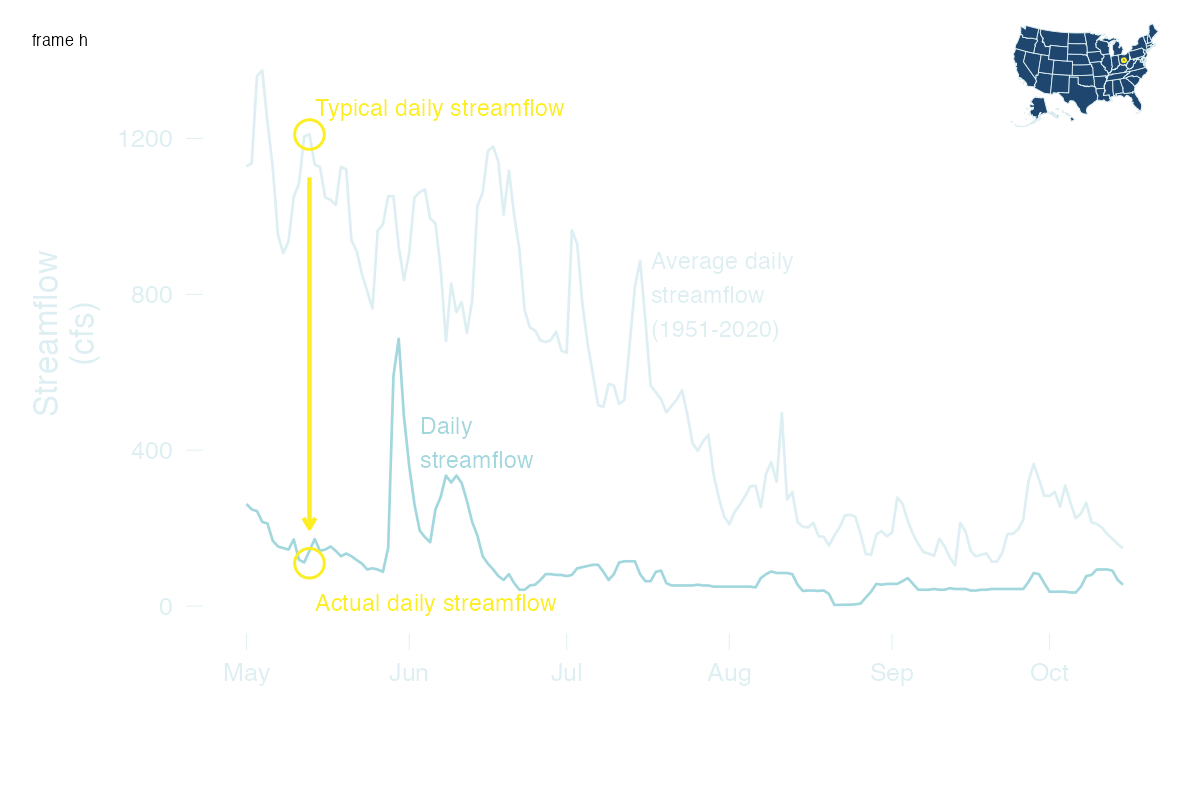 frame h
Typical daily streamflow
1200
800
400
0
Streamflow
(cfs)
Average daily
streamflow
(1951-2020)
Daily
streamflow
Actual daily streamflow
May Jun Jul Aug Sep Oct